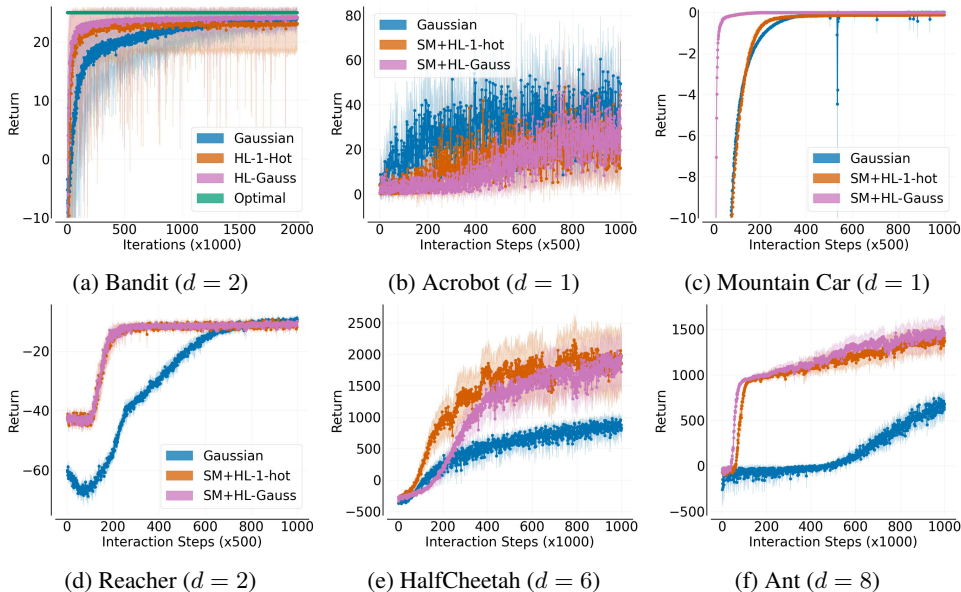 20
10
0
−10
Return
0 500 1000 1500 2000
Iterations (x1000)
Gaussian
HL-1-Hot
HL-Gauss
Optimal
(a) Bandit (d = 2)
80
60
40
20
0
Return
0 200 400 600 800 1000
Interaction Steps (x500)
Gaussian
SM+HL-1-hot
SM+HL-Gauss
(b) Acrobot (d = 1)
0
−2
−4
−6
−8
−10
Return
0 200 400 600 800 1000
Interaction Steps (x500)
Gaussian
SM+HL-1-hot
SM+HL-Gauss
(c) Mountain Car (d = 1)
−20
−40
−60
Return
0 200 400 600 800 1000
Interaction Steps (x500)
Gaussian
SM+HL-1-hot
SM+HL-Gauss
(d) Reacher (d = 2)
2500
2000
1500
1000
500
0
−500
Return
0 200 400 600 800 1000
Interaction Steps (x1000)
(e) HalfCheetah (d = 6)
1500
1000
500
0
−500
Return
200 400 600 800 1000
Interaction Steps (x1000)
(f) Ant (d = 8)